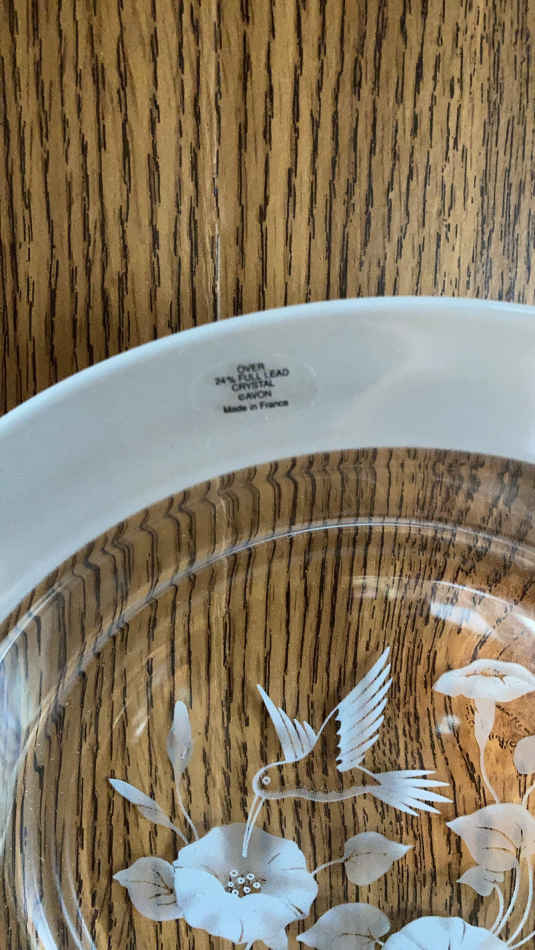 OVER
24% FULL LEAD
CRYSTAL
©AVON
Made in France